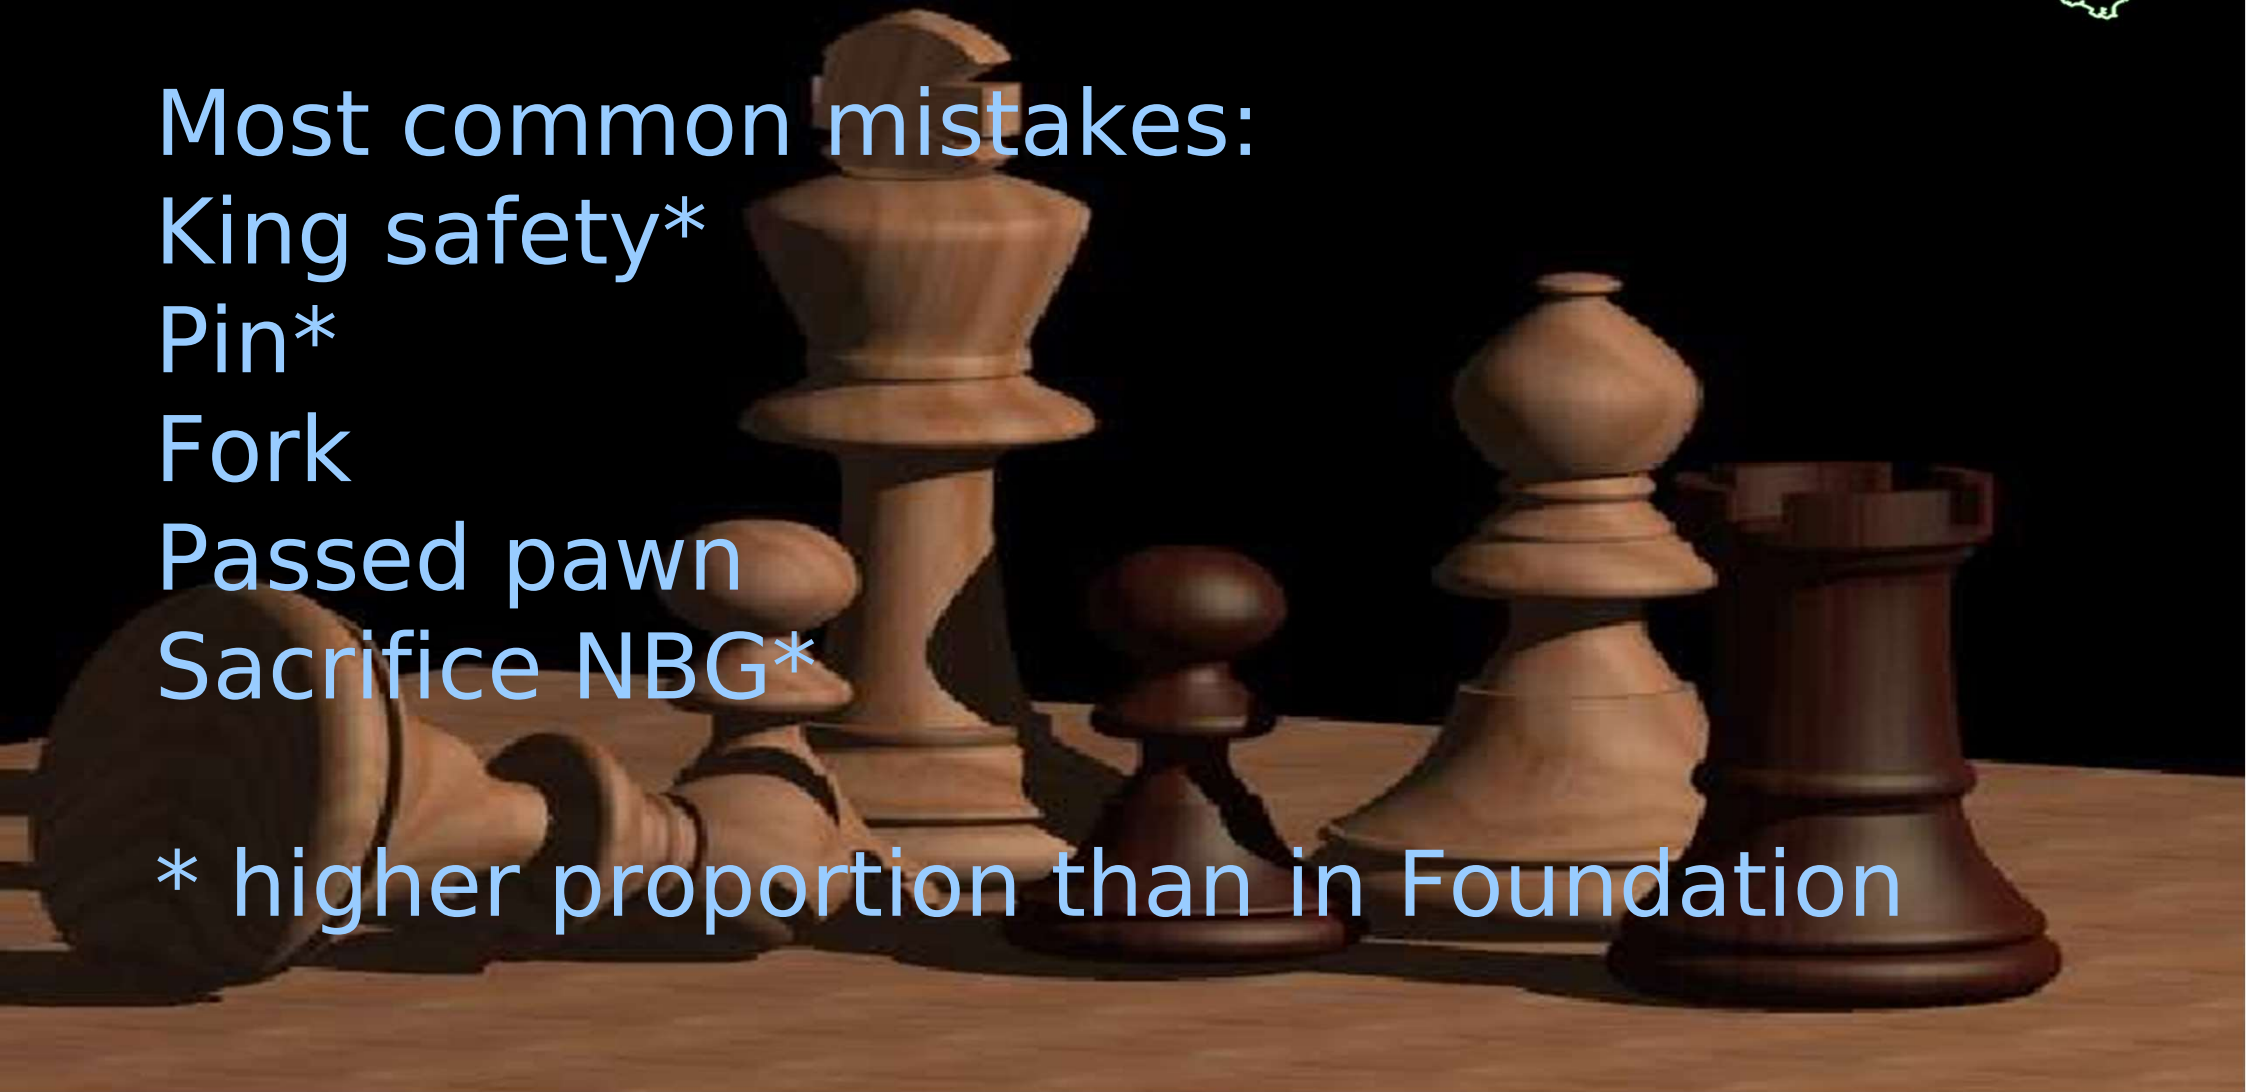 Most common mistakes:
King safety*
Pin*
Fork
Passed pawn
Sacrifice NBG*
* higher proportion than in Foundation